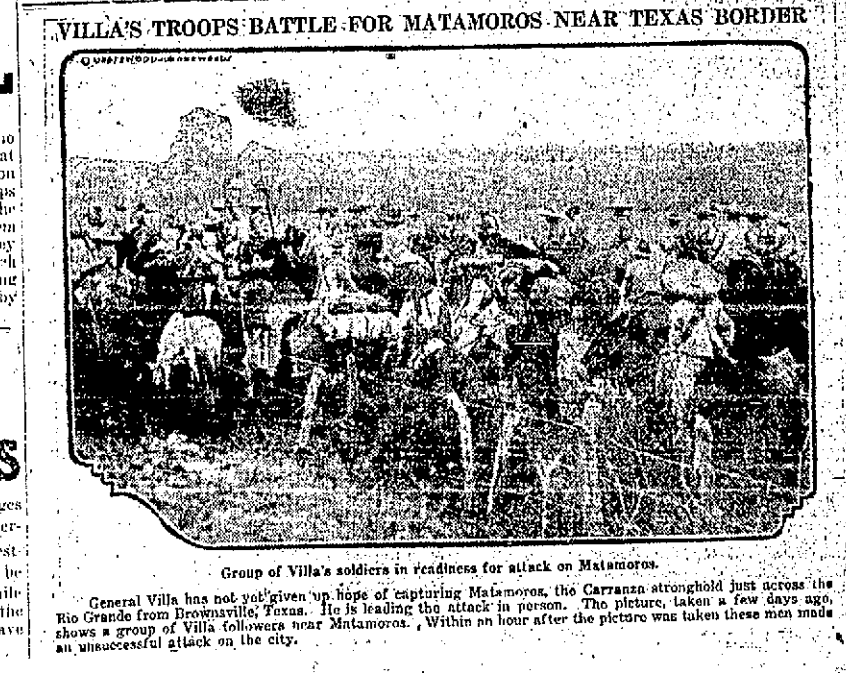 VILLA'S TROOPS BATTLE FOR MATAMOROS NEAR TEXAS BORDER
Group of Villa's soldiers in readiness for attack on Matamoros.
General Villa has not yet given up hope of capturing Matamoros, the Carranza stronghold just across the
Rio Grande from Brownsville, Texas. He is leading the attack in person. The picture, taken a few days ago,
shows a group of Villa followers near Matamoros. Within an hour after the picture was taken these men made
an unsuccessful attack on the city.